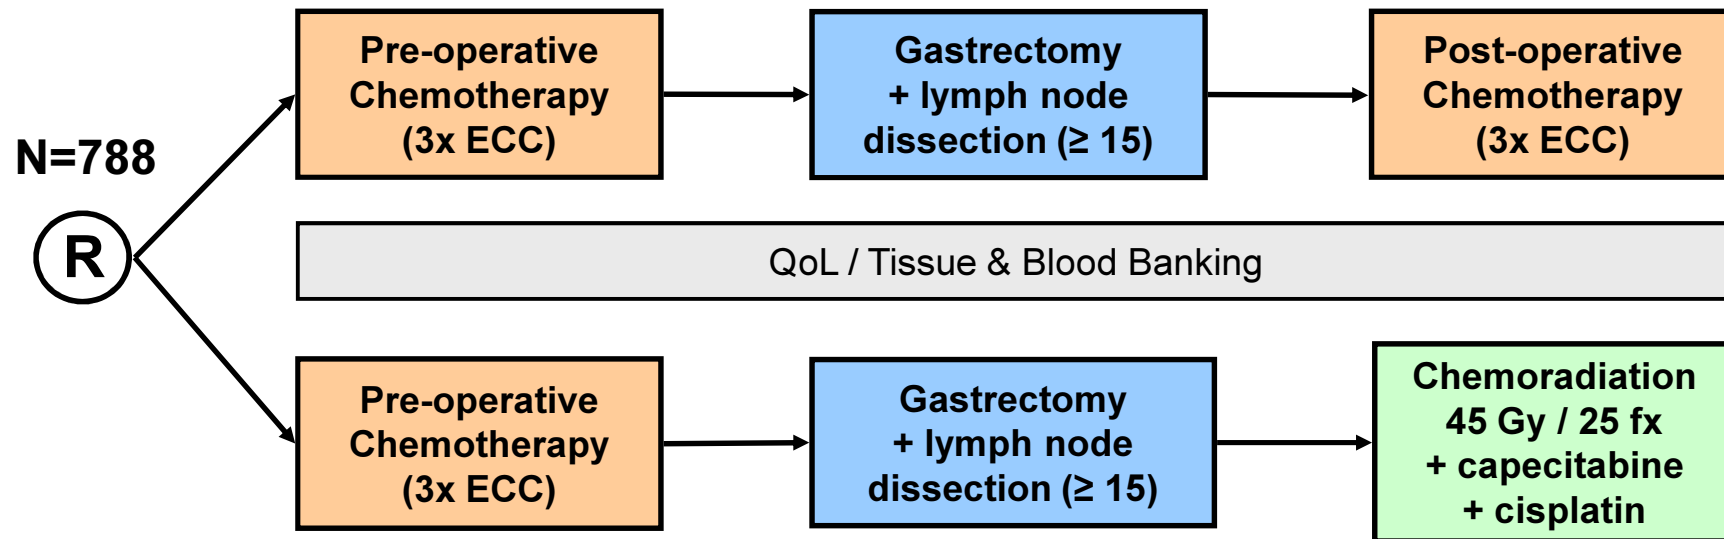 N=788
R
Pre-operative
Chemotherapy
(3x ECC)
Gastrectomy
+ lymph node
dissection (≥ 15)
Post-operative
Chemotherapy
(3x ECC)
QoL / Tissue & Blood Banking
Pre-operative
Chemotherapy
(3x ECC)
Gastrectomy
+ lymph node
dissection (≥ 15)
Chemoradiation
45 Gy / 25 fx
+ capecitabine
+ cisplatin